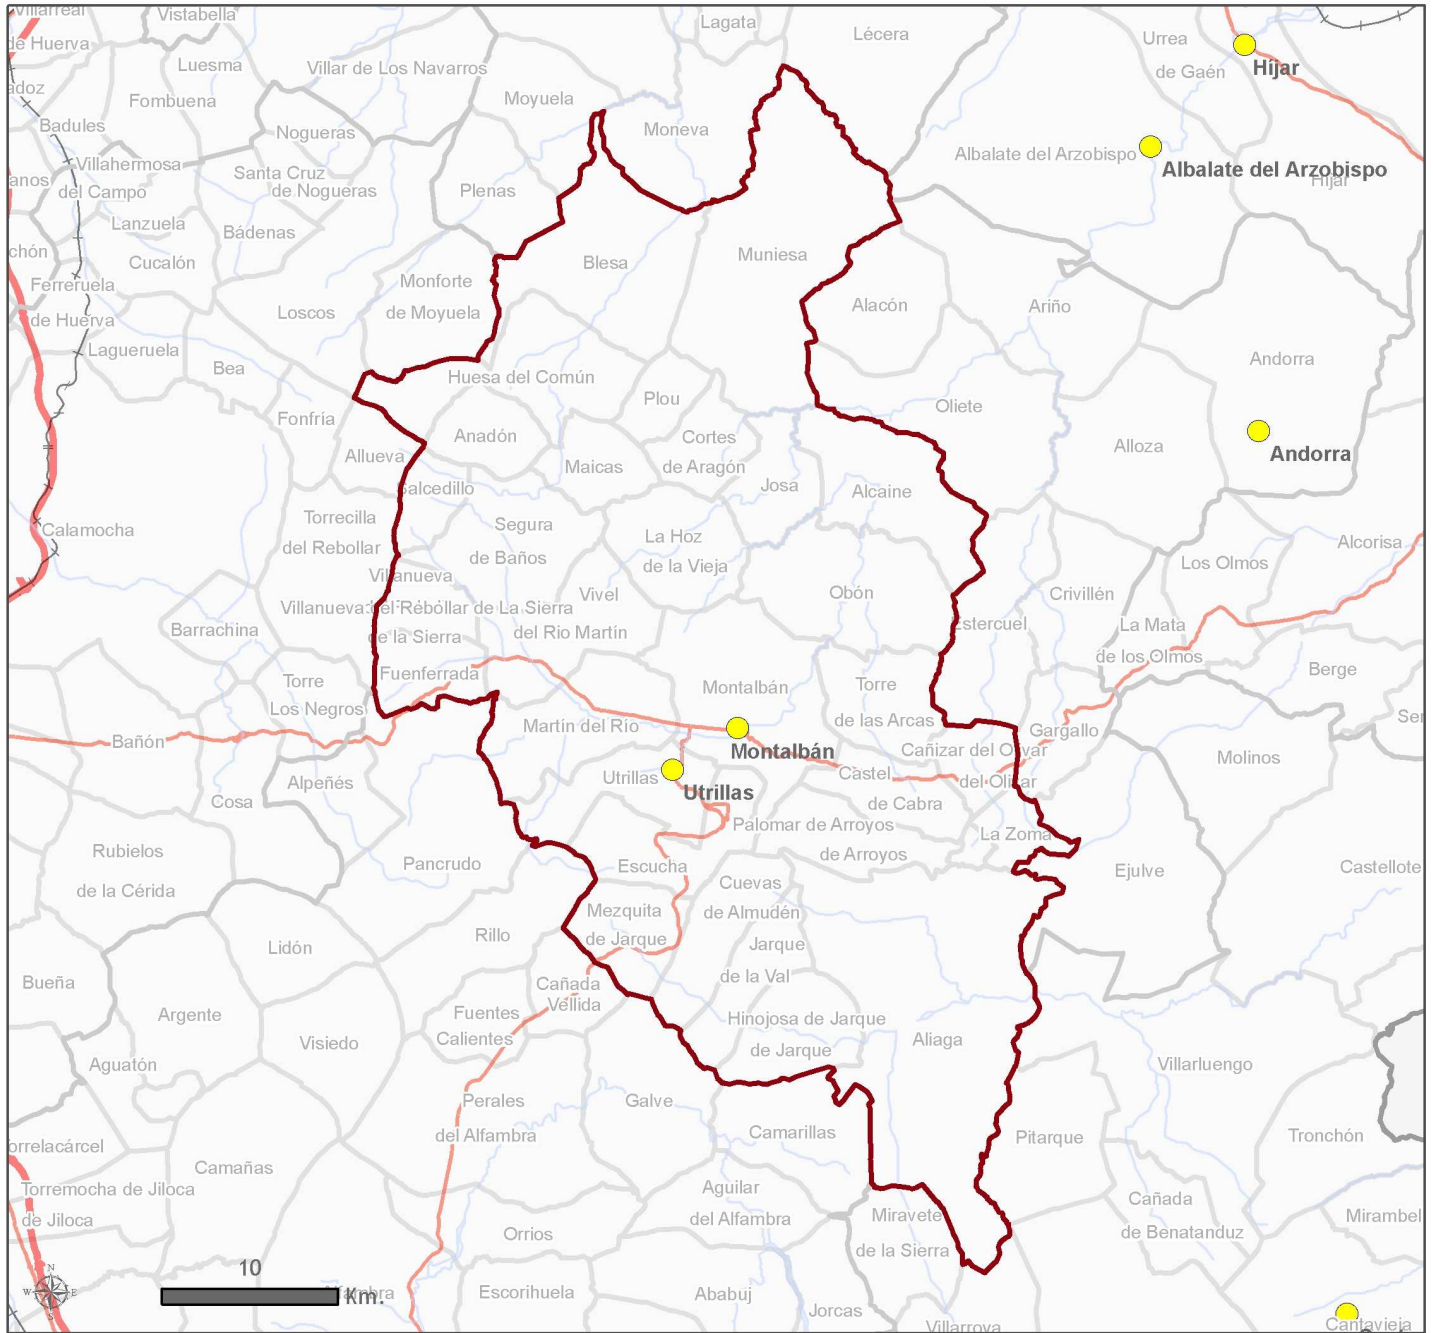 Villarreal
de Huerva
Vistabella
Lagata
Lécera
Urrea
de Gaén
Híjar
Luesma
Villar de Los Navarros
Fombuena
Moyuela
Badules
Nogueras
Moneva
Albalate del Arzobispo
Albalate del Arzobispo
Híjar
Villahermosa
del Campo
Santa Cruz
de Nogueras
Plenas
Lanzuela
Bádenas
Cucalón
Blesa
Muniesa
Ferreruela
de Huerva
Monforte
de Moyuela
Loscos
Alacón
Ariño
Lagueruela
Bea
Andorra
Huesa del Común
Plou
Fonfría
Oliete
Anadón
Cortes
de Aragón
Alloza
Andorra
Allueva
Maicas
Josa
Alcaine
Salcedillo
Calamocha
Torrecilla
del Rebollar
Segura
de Baños
La Hoz
de la Vieja
Alcorisa
Los Olmos
Villanueva
Vivel
del Rio Martín
Obón
Crivillén
Villanueva del Rebollar de La Sierra
de la Sierra
Barrachina
Estercuel
La Mata
de los Olmos
Berge
Fuenferrada
Torre
Los Negros
Montalbán
Torre
de las Arcas
Martín del Río
Gargallo
Bañón
Montalbán
Cañizar del Olivar
del Olivar
Molinos
Utrillas
Utrillas
Castel
de Cabra
Alpeñés
Cosa
Palomar de Arroyos
de Arroyos
La Zoma
Rubielos
de la Cérida
Pancrudo
Escucha
Ejulve
Castellote
Cuevas
de Almudén
Mezquita
de Jarque
Lidón
Rillo
Jarque
de la Val
Bueña
Cañada
Vellida
Argente
Fuentes
Calientes
Hinojosa de Jarque
de Jarque
Visiedo
Aliaga
Aguatón
Villarluengo
Perales
del Alfambra
Galve
Camarillas
Pitarque
Tronchón
Camañas
Torremocha de Jiloca
de Jiloca
Aguilar
del Alfambra
Miravete
de la Sierra
Cañada
de Benatanduz
Mirambel
Orrios
10
Km.
N
W
E
S
Escorihuela
Ababuj
Jorcas
Villarroya
Cantavieja